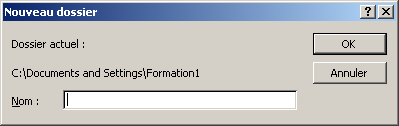 Nouveau dossier
Dossier actuel :
OK
C:\Documents and Settings\Formation1
Annuler
Nom :